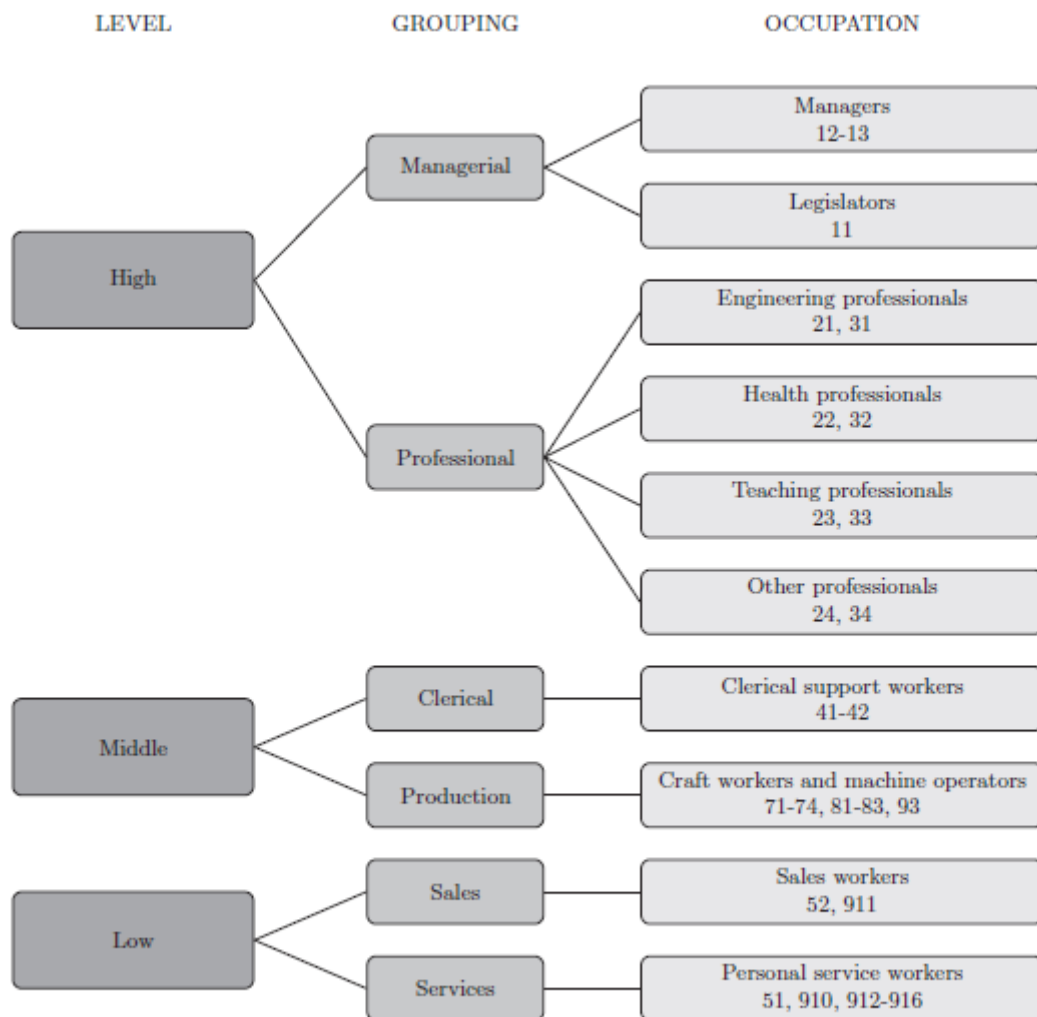 LEVEL GROUPING OCCUPATION
High
Managerial
Managers
12-13
Legislators
11
Professional
Engineering professionals
21, 31
Health professionals
22, 32
Teaching professionals
23, 33
Other professionals
24, 34
Middle
Clerical
Clerical support workers
41-42
Production
Craft workers and machine operators
71-74, 81-83, 93
Low
Sales
Sales workers
52, 911
Services
Personal service workers
51, 910, 912-916